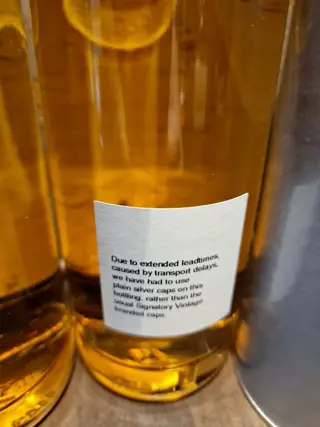 Due to extended leadtimes,
caused by transport delays,
we have had to use
plain silver caps on this
bottling, rather than the
usual Signatory Vintage
branded caps